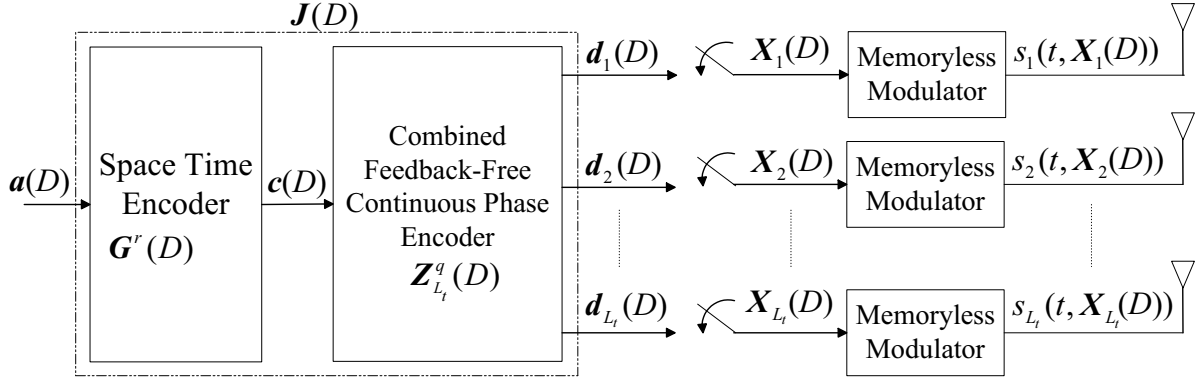 J(D)
a(D)
Space Time
Encoder
G^r(D)
c(D)
Combined
Feedback-Free
Continuous Phase
Encoder
Z^q_{L_t}(D)
d_1(D)
X_1(D)
Memoryless
Modulator
s_1(t, X_1(D))
d_2(D)
X_2(D)
Memoryless
Modulator
s_2(t, X_2(D))
d_{L_t}(D)
X_{L_t}(D)
Memoryless
Modulator
s_{L_t}(t, X_{L_t}(D))